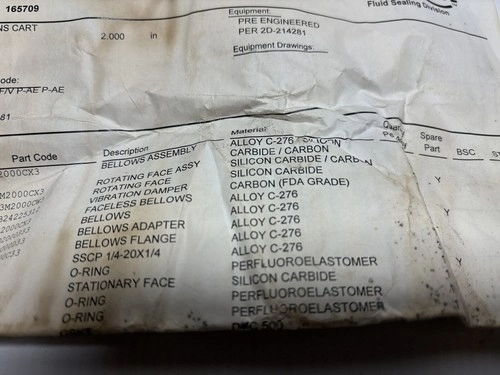 165709
Equipment:
Fluid Sealing Division
NS CART
2.000 in
PRE ENGINEERED
PER 2D-214281
Equipment Drawings:
ode:
F/V P-AE P-AE
81
Part Code Description Material Spare Part BSC ST
BELLOWS ASSEMBLY ALLOY C-276
CARBIDE / CARBON
ROTATING FACE ASSY SILICON CARBIDE / CARBON
ROTATING FACE SILICON CARBIDE
VIBRATION DAMPER CARBON (FDA GRADE)
FACELESS BELLOWS ALLOY C-276
BELLOWS ALLOY C-276
BELLOWS ADAPTER ALLOY C-276
BELLOWS FLANGE ALLOY C-276
SSCP 1/4-20X1/4
O-RING PERFLUOROELASTOMER
STATIONARY FACE SILICON CARBIDE
O-RING PERFLUOROELASTOMER
O-RING PERFLUOROELASTOMER
Y
Y
Y